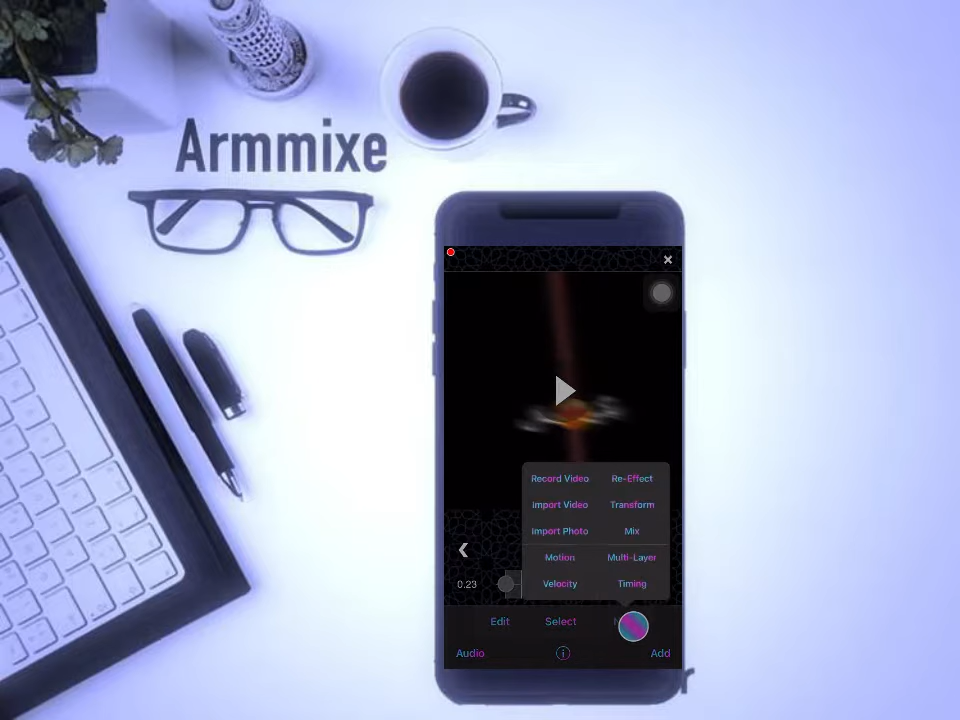 Armmixe
Record Video Re-Effect
Import Video Transform
Import Photo Mix
Motion Multi-Layer
Velocity Timing
0.23
Edit Select
Audio Add